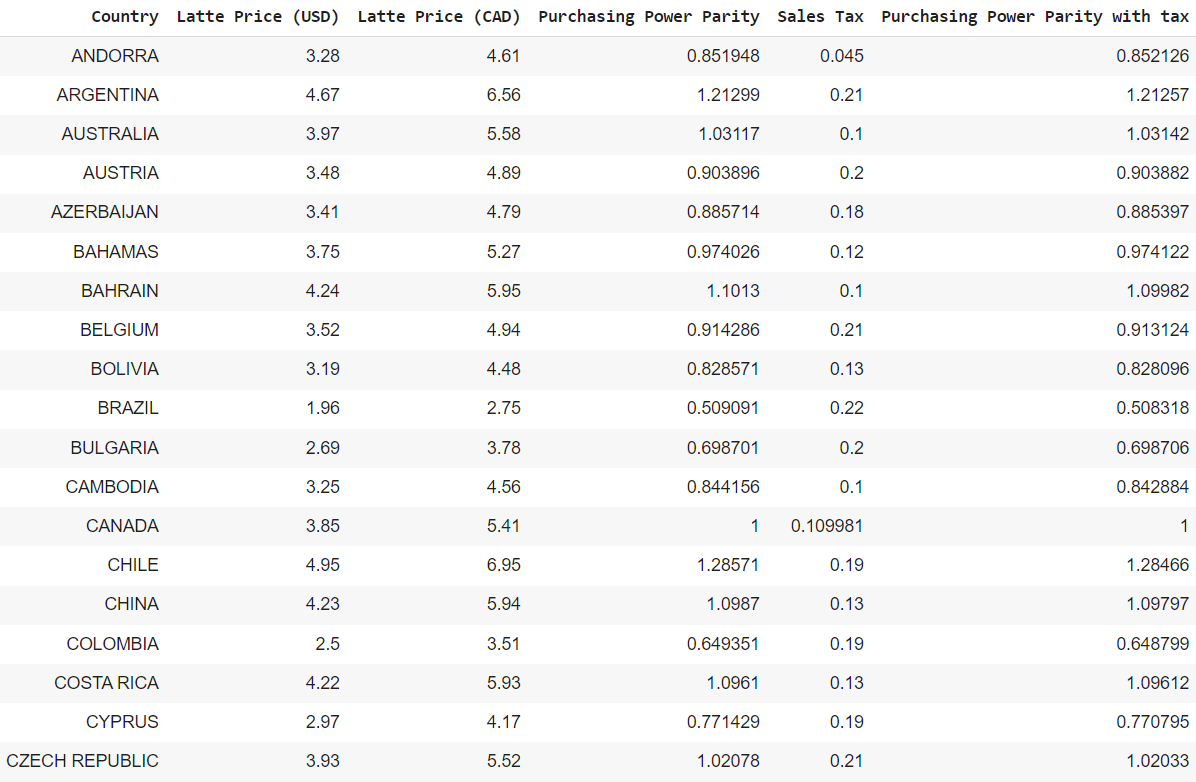 Country Latte Price (USD) Latte Price (CAD) Purchasing Power Parity Sales Tax Purchasing Power Parity with tax
ANDORRA 3.28 4.61 0.851948 0.045 0.852126
ARGENTINA 4.67 6.56 1.21299 0.21 1.21257
AUSTRALIA 3.97 5.58 1.03117 0.1 1.03142
AUSTRIA 3.48 4.89 0.903896 0.2 0.903882
AZERBAIJAN 3.41 4.79 0.885714 0.18 0.885397
BAHAMAS 3.75 5.27 0.974026 0.12 0.974122
BAHRAIN 4.24 5.95 1.1013 0.1 1.09982
BELGIUM 3.52 4.94 0.914286 0.21 0.913124
BOLIVIA 3.19 4.48 0.828571 0.13 0.828096
BRAZIL 1.96 2.75 0.509091 0.22 0.508318
BULGARIA 2.69 3.78 0.698701 0.2 0.698706
CAMBODIA 3.25 4.56 0.844156 0.1 0.842884
CANADA 3.85 5.41 1 0.109981 1
CHILE 4.95 6.95 1.28571 0.19 1.28466
CHINA 4.23 5.94 1.0987 0.13 1.09797
COLOMBIA 2.5 3.51 0.649351 0.19 0.648799
COSTA RICA 4.22 5.93 1.0961 0.13 1.09612
CYPRUS 2.97 4.17 0.771429 0.19 0.770795
CZECH REPUBLIC 3.93 5.52 1.02078 0.21 1.02033